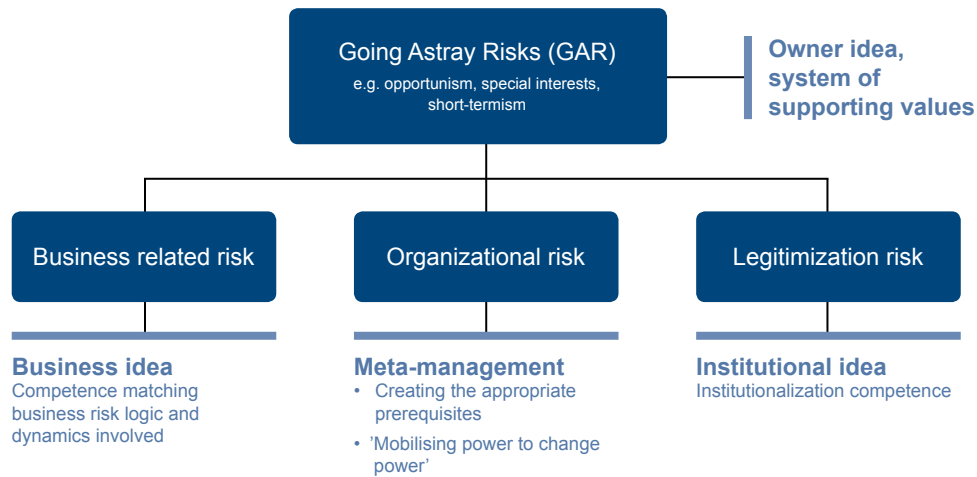 Going Astray Risks (GAR)
e.g. opportunism, special interests,
short-termism
Owner idea,
system of
supporting values
Business related risk
Organizational risk
Legitimization risk
Business idea
Competence matching
business risk logic and
dynamics involved
Meta-management
• Creating the appropriate
prerequisites
• ’Mobilising power to change
power’
Institutional idea
Institutionalization competence